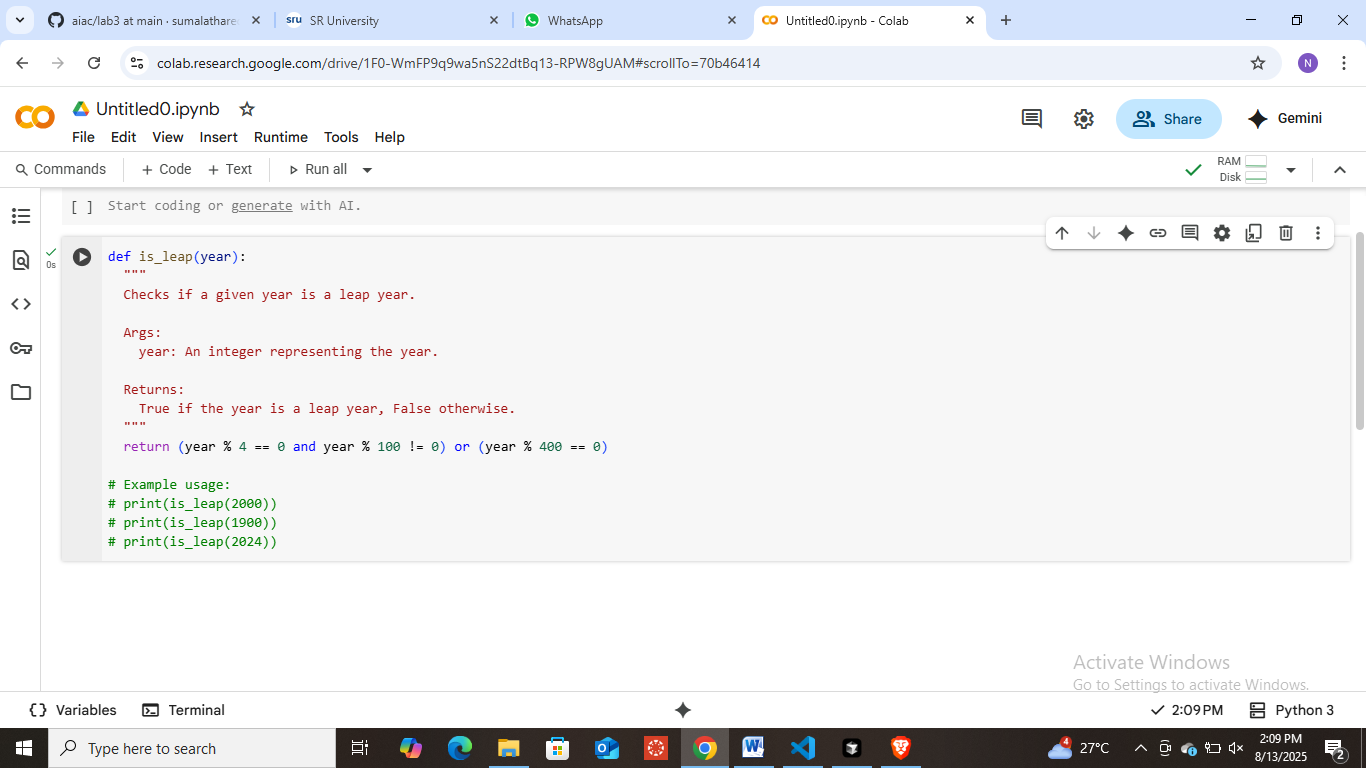 aiac/lab3 at main · sumalathare
sru SR University
WhatsApp
Untitled0.ipynb - Colab
colab.research.google.com/drive/1F0-WmFP9q9wa5nS22dtBq13-RPW8gUAM#scrollTo=70b46414
N
Untitled0.ipynb
File Edit View Insert Runtime Tools Help
Share
Gemini
Commands + Code + Text Run all
RAM
Disk
[ ] Start coding or generate with AI.
0s
def is_leap(year):
"""
Checks if a given year is a leap year.
Args:
year: An integer representing the year.
Returns:
True if the year is a leap year, False otherwise.
"""
return (year % 4 == 0 and year % 100 != 0) or (year % 400 == 0)
# Example usage:
# print(is_leap(2000))
# print(is_leap(1900))
# print(is_leap(2024))
Activate Windows
Go to Settings to activate Windows.
{} Variables Terminal
2:09 PM Python 3
Type here to search
4
27°C
2:09 PM
8/13/2025
2